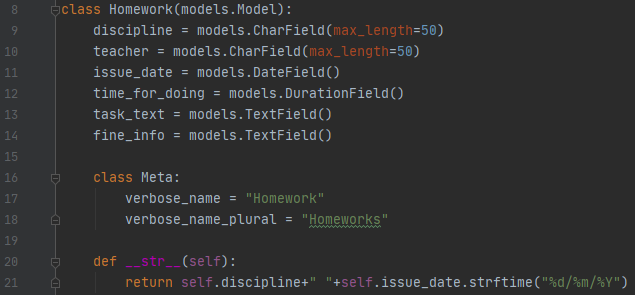 8 class Homework(models.Model):
9 discipline = models.CharField(max_length=50)
10 teacher = models.CharField(max_length=50)
11 issue_date = models.DateField()
12 time_for_doing = models.DurationField()
13 task_text = models.TextField()
14 fine_info = models.TextField()
15
16 class Meta:
17 verbose_name = "Homework"
18 verbose_name_plural = "Homeworks"
19
20 def __str__(self):
21 return self.discipline+" "+self.issue_date.strftime("%d/%m/%Y")